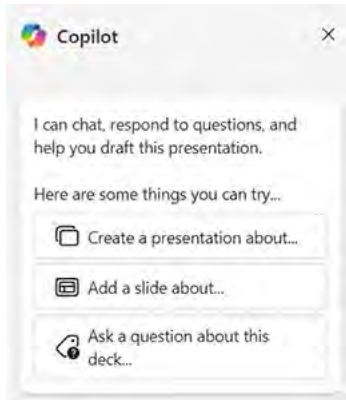 Copilot
I can chat, respond to questions, and
help you draft this presentation.
Here are some things you can try...
Create a presentation about...
Add a slide about...
Ask a question about this
deck...